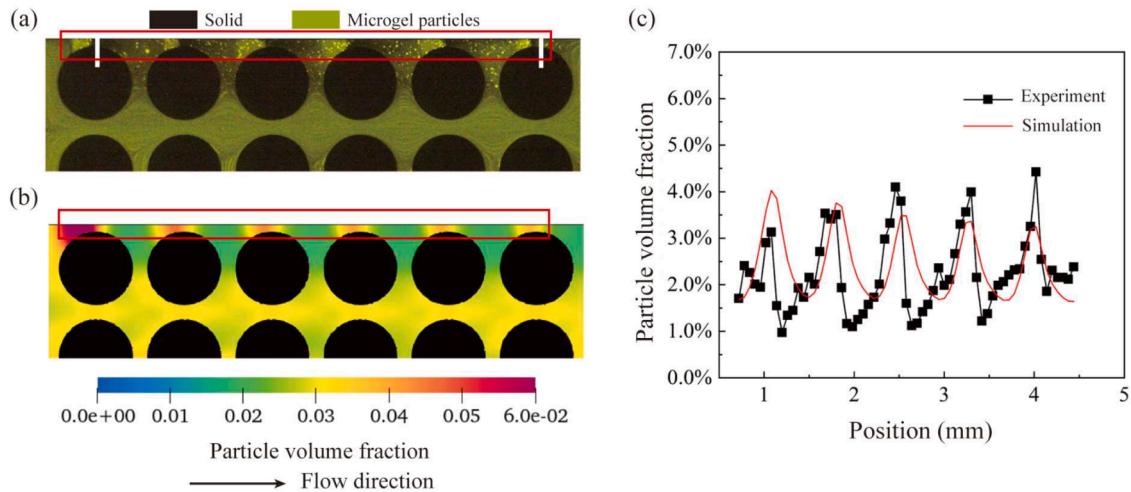 (a)
Solid
Microgel particles
(b)
0.0e+00 0.01 0.02 0.03 0.04 0.05 6.0e-02
Particle volume fraction
Flow direction
(c)
7.0%
6.0%
5.0%
4.0%
3.0%
2.0%
1.0%
0.0%
Particle volume fraction
Experiment
Simulation
1 2 3 4 5
Position (mm)